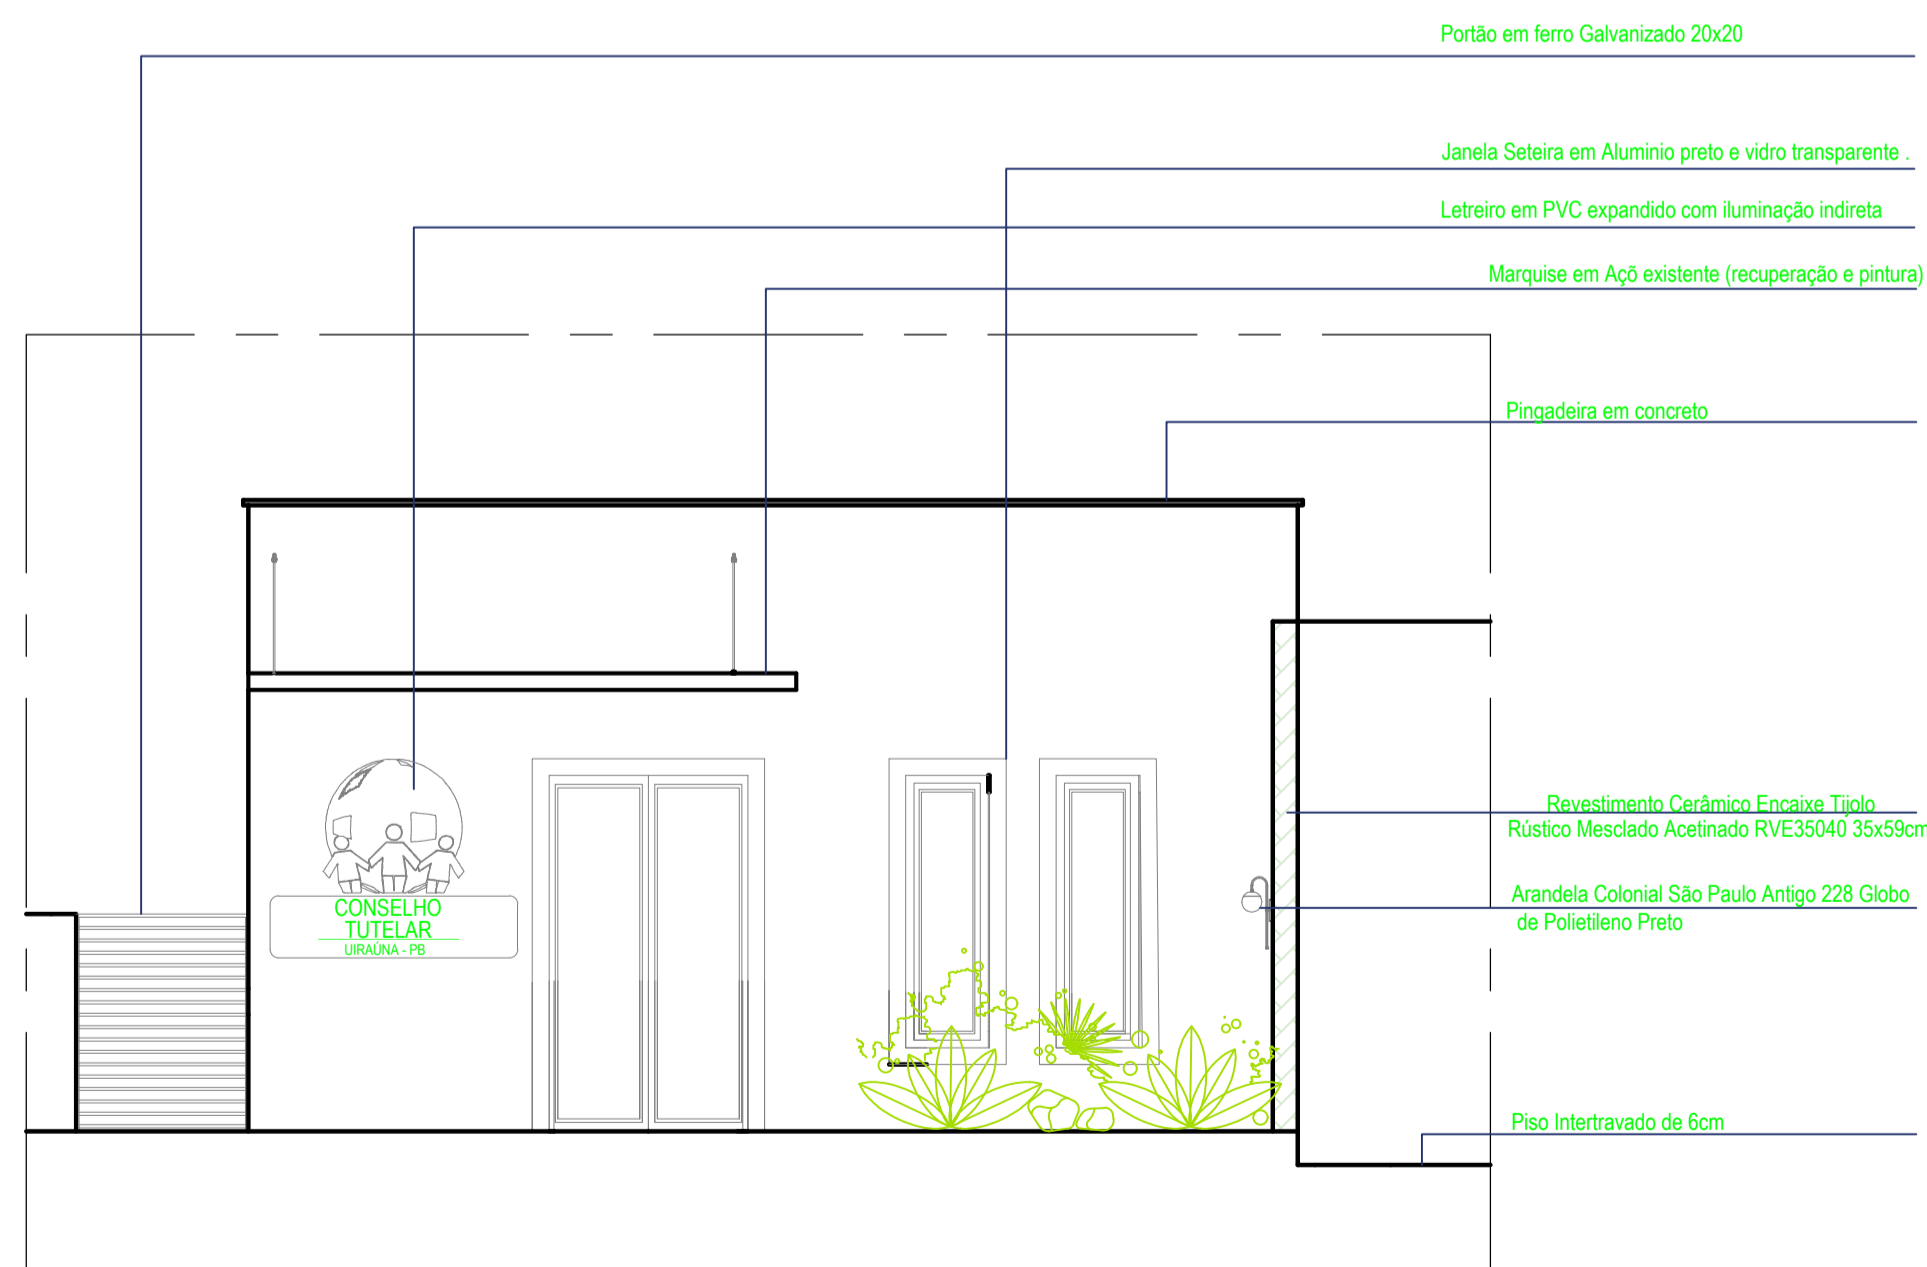 Portão em ferro Galvanizado 20x20
Janela Seteira em Aluminio preto e vidro transparente .
Letreiro em PVC expandido com iluminação indireta
Marquise em Açõ existente (recuperação e pintura)
Pingadeira em concreto
Revestimento Cerâmico Encaixe Tijolo
Rústico Mesclado Acetinado RVE35040 35x59cm
Arandela Colonial São Paulo Antigo 228 Globo
de Polietileno Preto
CONSELHO
TUTELAR
UIRAÚNA - PB
Piso Intertravado de 6cm